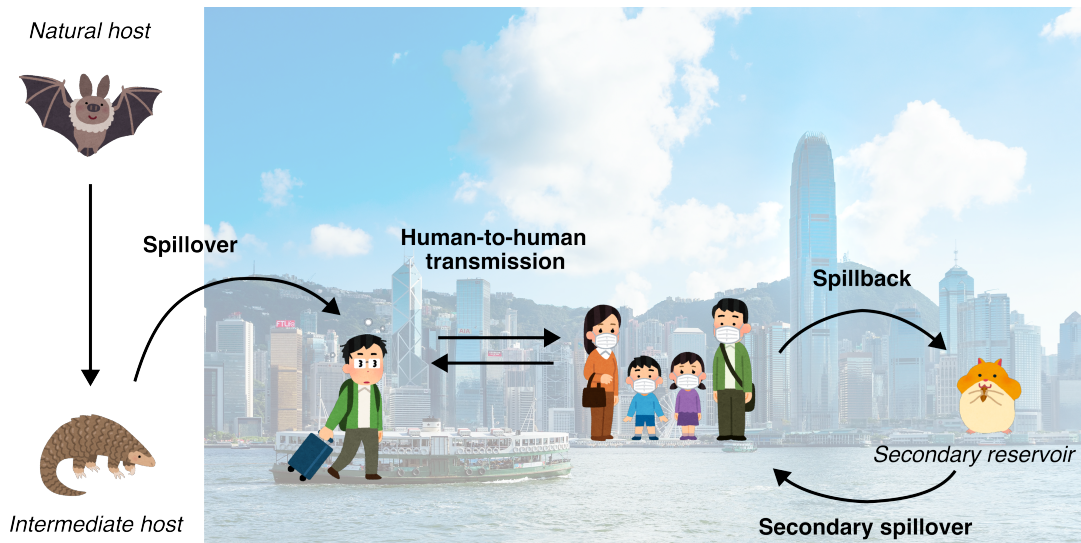 Natural host
Spillover
Human-to-human
transmission
Spillback
Secondary reservoir
Intermediate host
Secondary spillover